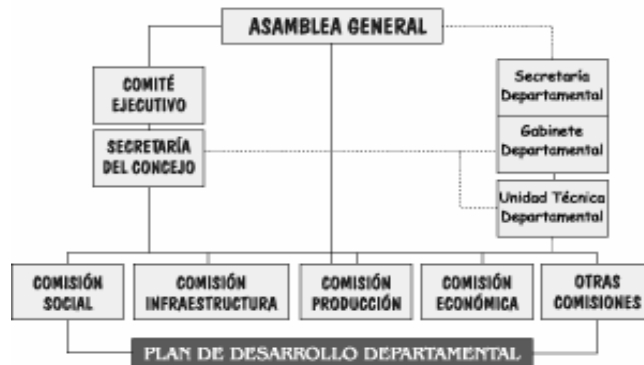 ASAMBLEA GENERAL
COMITÉ
EJECUTIVO
SECRETARÍA
DEL CONCEJO
Secretaría
Departamental
Gabinete
Departamental
Unidad Técnica
Departamental
COMISIÓN
SOCIAL
COMISIÓN
INFRAESTRUCTURA
COMISIÓN
PRODUCCIÓN
COMISIÓN
ECONÓMICA
OTRAS
COMISIONES
PLAN DE DESARROLLO DEPARTAMENTAL